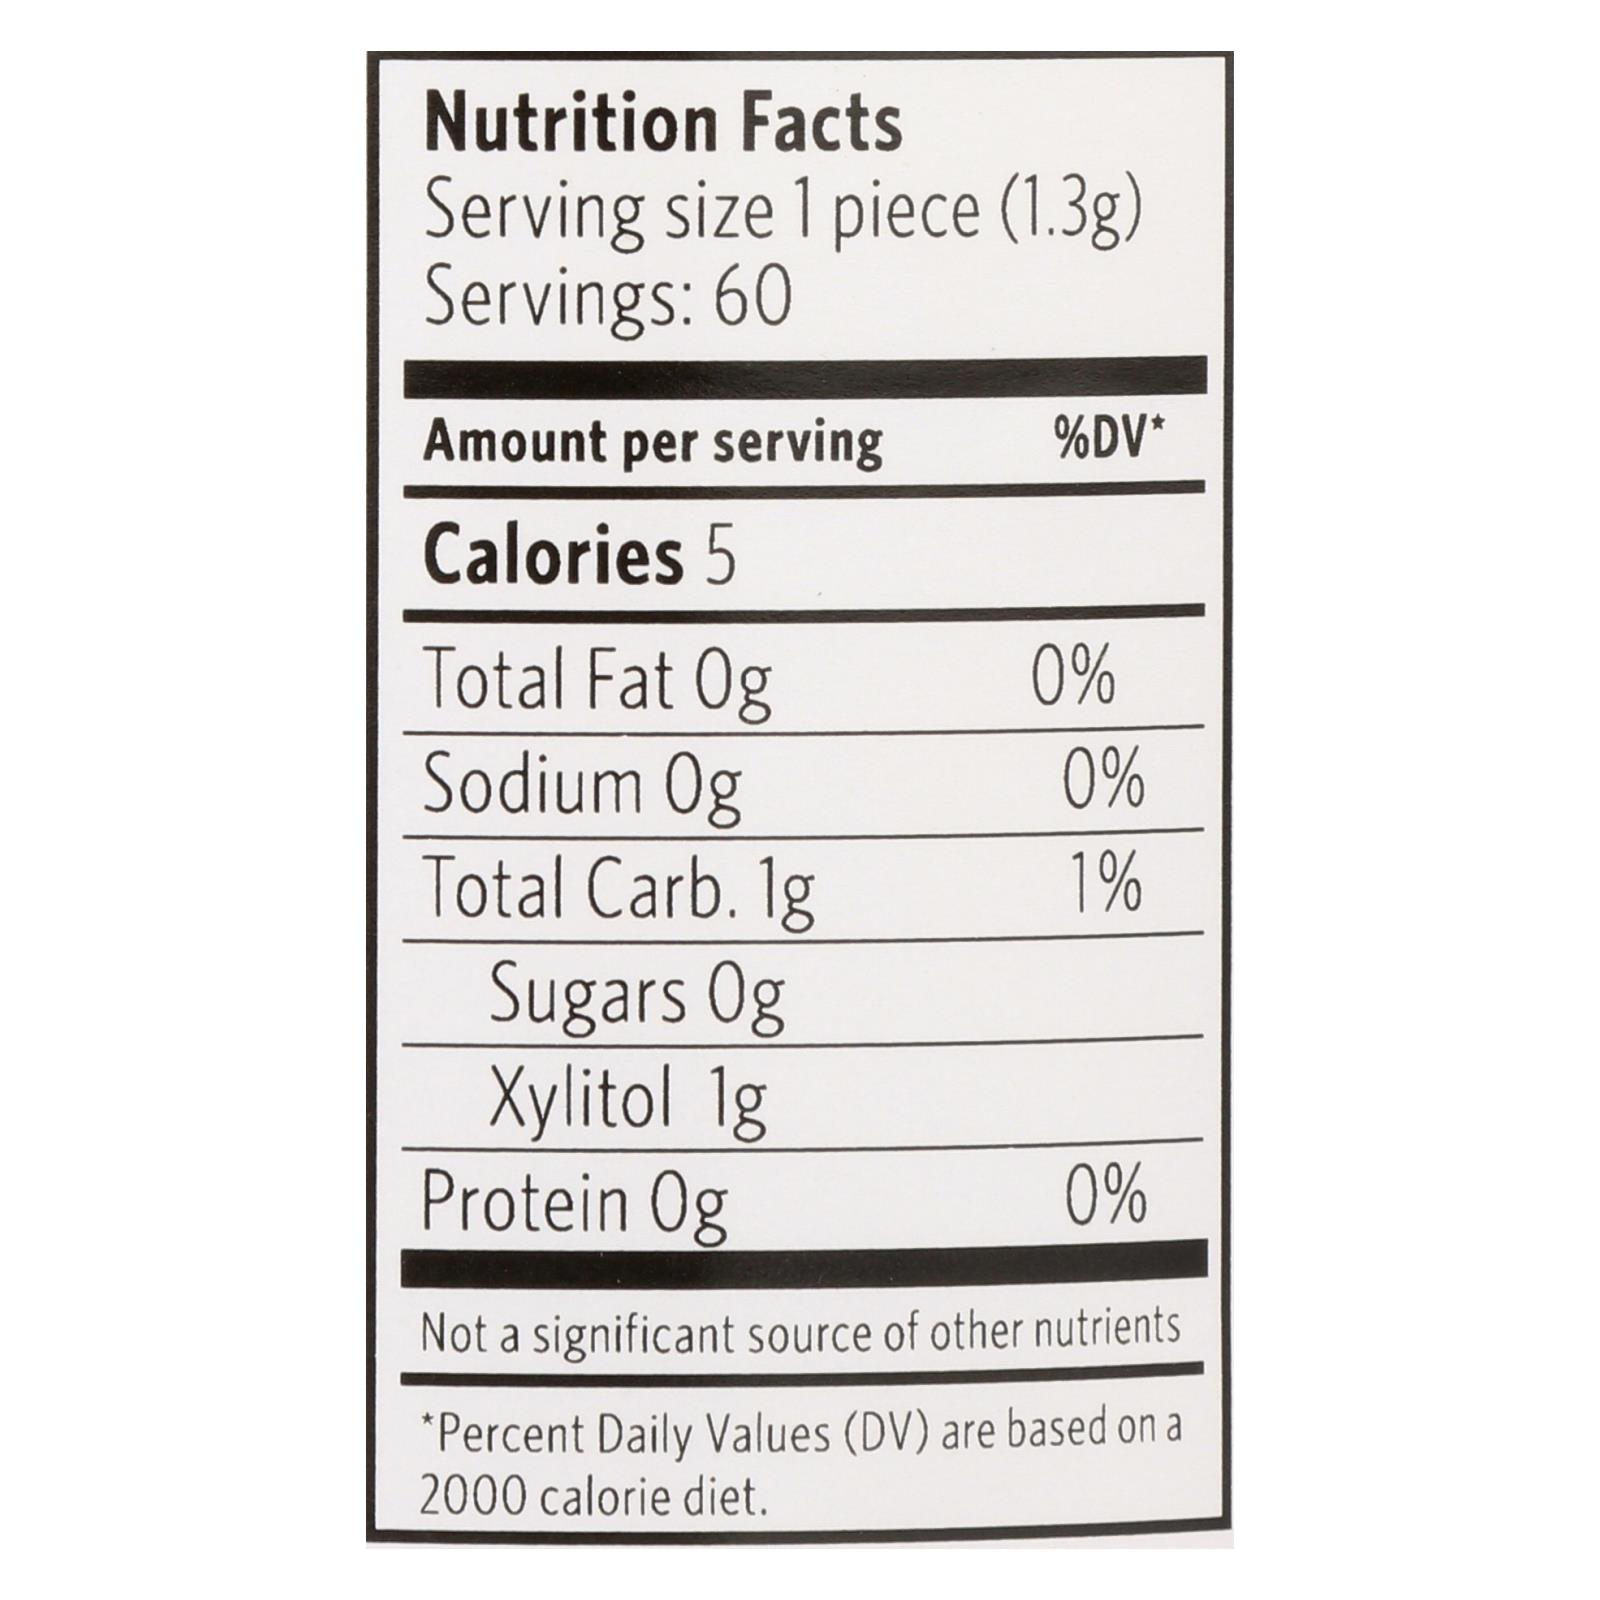 Nutrition Facts
Serving size 1 piece (1.3g)
Servings: 60
Amount per serving %DV*
Calories 5
Total Fat 0g 0%
Sodium 0g 0%
Total Carb. 1g 1%
Sugars 0g
Xylitol 1g
Protein 0g 0%
Not a significant source of other nutrients
*Percent Daily Values (DV) are based on a
2000 calorie diet.